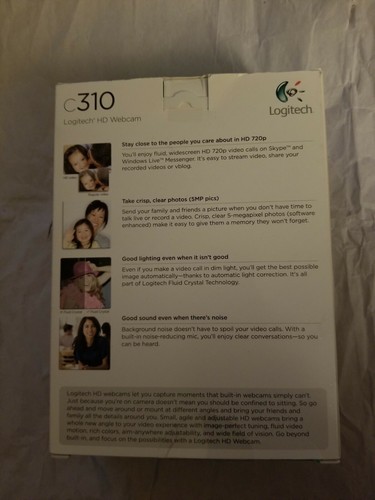 c310
Logitech® HD Webcam
Logitech
Stay close to the people you care about in HD 720p
You'll enjoy fluid, widescreen HD 720p video calls on Skype™ and
Windows Live™ Messenger. It's easy to stream video, share your
recorded videos or vblog.
Take crisp, clear photos (5MP pics)
Send your family and friends a picture when you don't have time to
talk live or record a video. Crisp, clear 5-megapixel photos (software
enhanced) make it easy to give them a memory they won't forget.
Good lighting even when it isn't good
Even if you make a video call in dim light, you'll get the best possible
image automatically—thanks to automatic light correction. It's all
part of Logitech Fluid Crystal Technology.
Good sound even when there's noise
Background noise doesn't have to spoil your video calls. With a
built-in noise-reducing mic, you'll enjoy clear conversations—so you
can be heard.
Logitech HD webcams let you capture moments that built-in webcams simply can't.
Just because you're on camera doesn't mean you should be confined to sitting. So go
ahead and move around or mount at different angles and bring your friends and
family all the details around you. Small, agile and adjustable HD webcams bring a
whole new angle to your video experience with image-perfect tuning, fluid video
motion, rich colors, aim-anywhere adjustability, and wide field of vision. Go beyond
built-in, and focus on the possibilities with a Logitech HD Webcam.